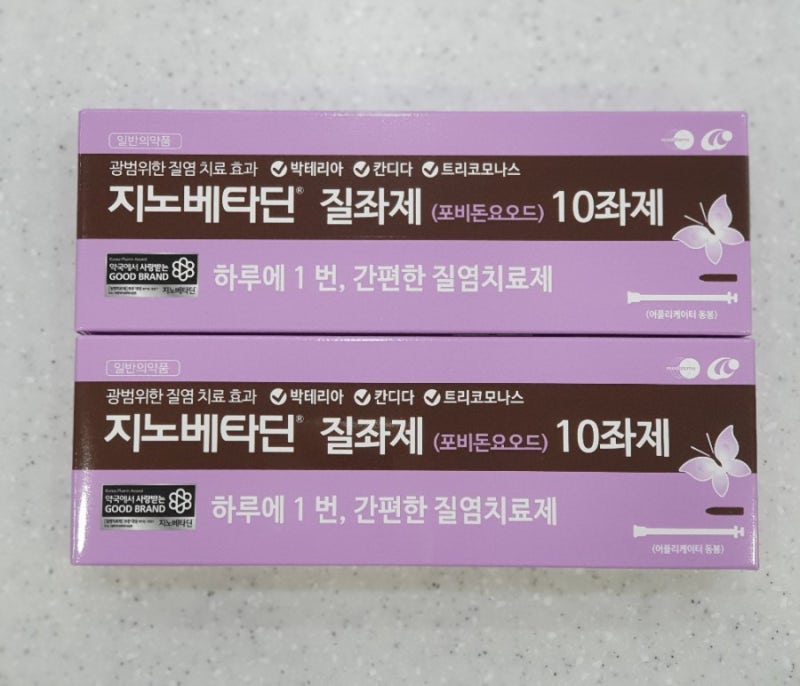 일반의약품
광범위한 질염 치료 효과 박테리아 칸디다 트리코모나스
지노베타딘® 질좌제 (포비돈요오드) 10좌제
Korea Pharm Award
약국에서 사랑받는
GOOD BRAND
지노베타딘
하루에 1 번, 간편한 질염치료제
(어플리케이터 동봉)
일반의약품
광범위한 질염 치료 효과 박테리아 칸디다 트리코모나스
지노베타딘® 질좌제 (포비돈요오드) 10좌제
Korea Pharm Award
약국에서 사랑받는
GOOD BRAND
지노베타딘
하루에 1 번, 간편한 질염치료제
(어플리케이터 동봉)